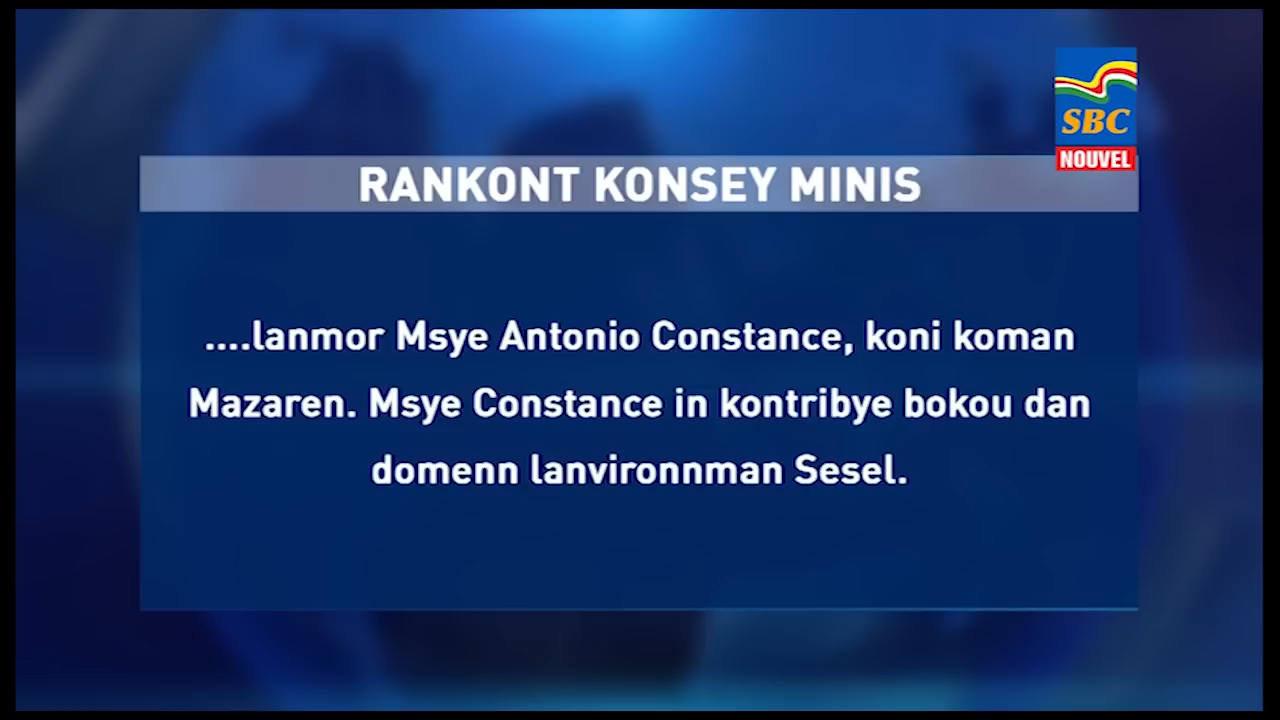 SBC
NOUVEL
RANKONT KONSEY MINIS
....lanmor Msye Antonio Constance, koni koman
Mazaren. Msye Constance in kontribye bokou dan
domenn lanvironnman Sesel.